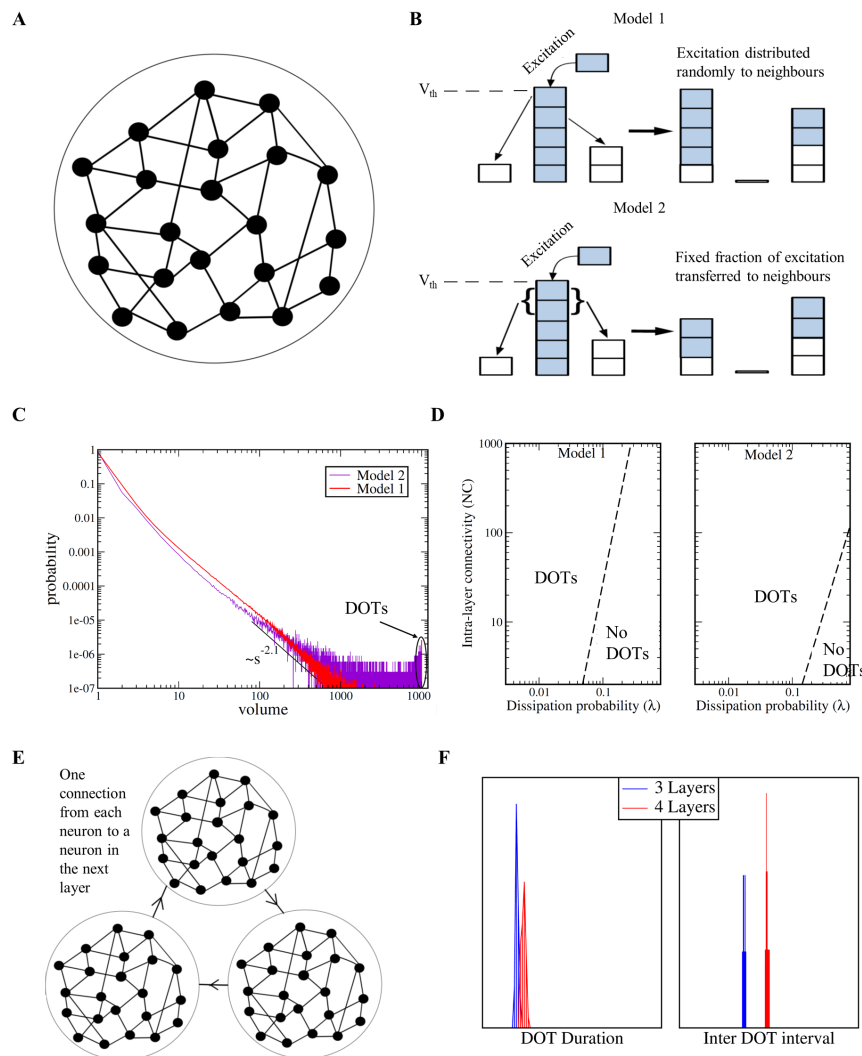 A
B
Model 1
Excitation
Excitation distributed
randomly to neighbours
Vth
Model 2
Excitation
Fixed fraction of excitation
transferred to neighbours
Vth
{ }
C
probability
1
0.1
0.01
0.001
0.0001
1e-05
1e-06
1e-07
Model 2
Model 1
DOTs
~s^-2.1
1 10 100 1000 1000
volume
D
Intra-layer connectivity (NC)
1000
100
10
Model 1
DOTs
No
DOTs
0.01 0.1
Dissipation probability (λ)
Model 2
DOTs
No
DOTs
0.01 0.1
Dissipation probability (λ)
E
One
connection
from each
neuron to a
neuron in
the next
layer
F
3 Layers
4 Layers
DOT Duration
Inter DOT interval